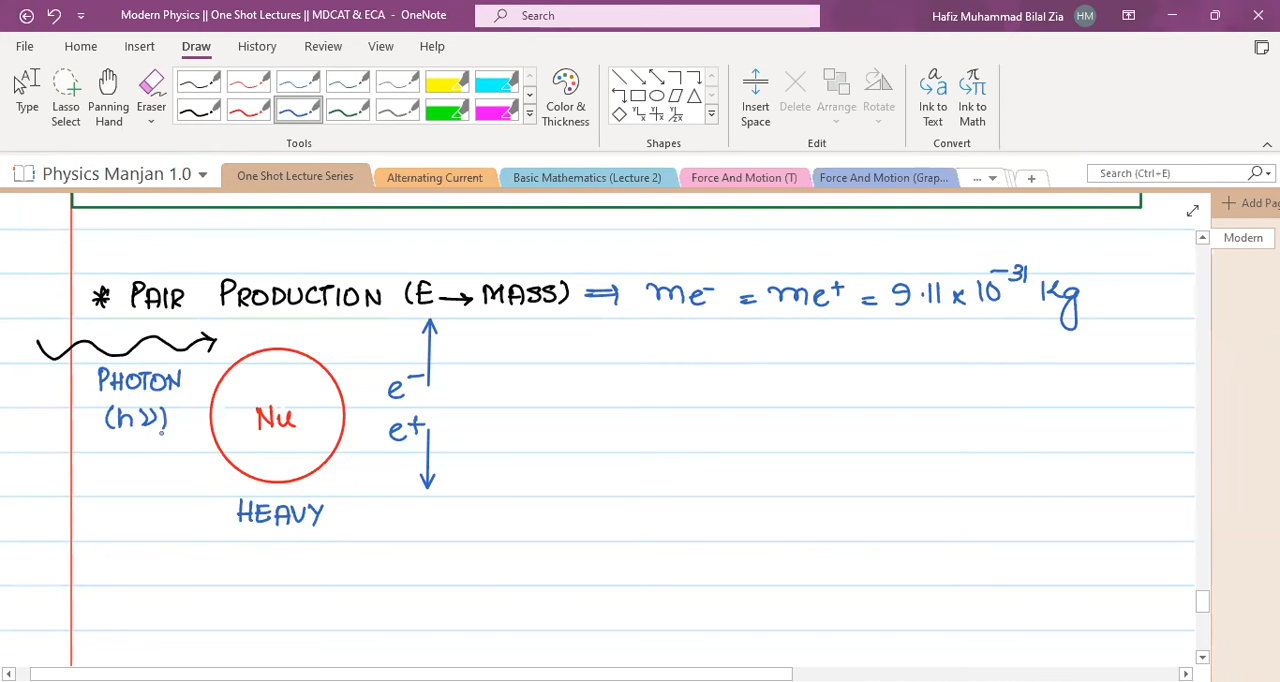 Modern Physics || One Shot Lectures || MDCAT & ECA - OneNote
Search
Hafiz Muhammad Bilal Zia HM
File Home Insert Draw History Review View Help
Type Lasso Select Panning Hand Eraser
Color & Thickness
Insert Space Delete Arrange Rotate
Ink to Text Ink to Math
Tools Shapes Edit Convert
Physics Manjan 1.0
One Shot Lecture Series Alternating Current Basic Mathematics (Lecture 2) Force And Motion (T) Force And Motion (Grap... ...
Search (Ctrl+E)
Add Pag
Modern
* PAIR PRODUCTION (E → MASS) ⇒ me⁻ = me⁺ = 9.11 × 10⁻³¹ Kg
PHOTON
(hν)
Nu
e⁻
e⁺
HEAVY